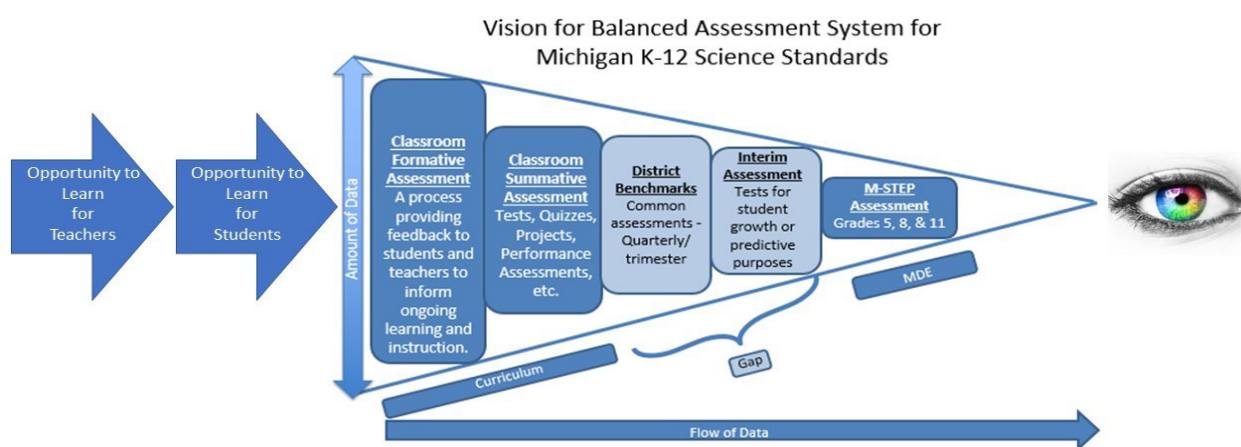 Vision for Balanced Assessment System for
Michigan K-12 Science Standards
Opportunity to
Learn
for
Teachers
Opportunity to
Learn
for
Students
Amount of Data
Classroom
Formative
Assessment
A process
providing
feedback to
students and
teachers to
inform
ongoing
learning and
instruction.
Classroom
Summative
Assessment
Tests, Quizzes,
Projects,
Performance
Assessments,
etc.
District
Benchmarks
Common
assessments -
Quarterly/
trimester
Interim
Assessment
Tests for
student
growth or
predictive
purposes
M-STEP
Assessment
Grades 5, 8, & 11
Curriculum
Gap
MDE
Flow of Data